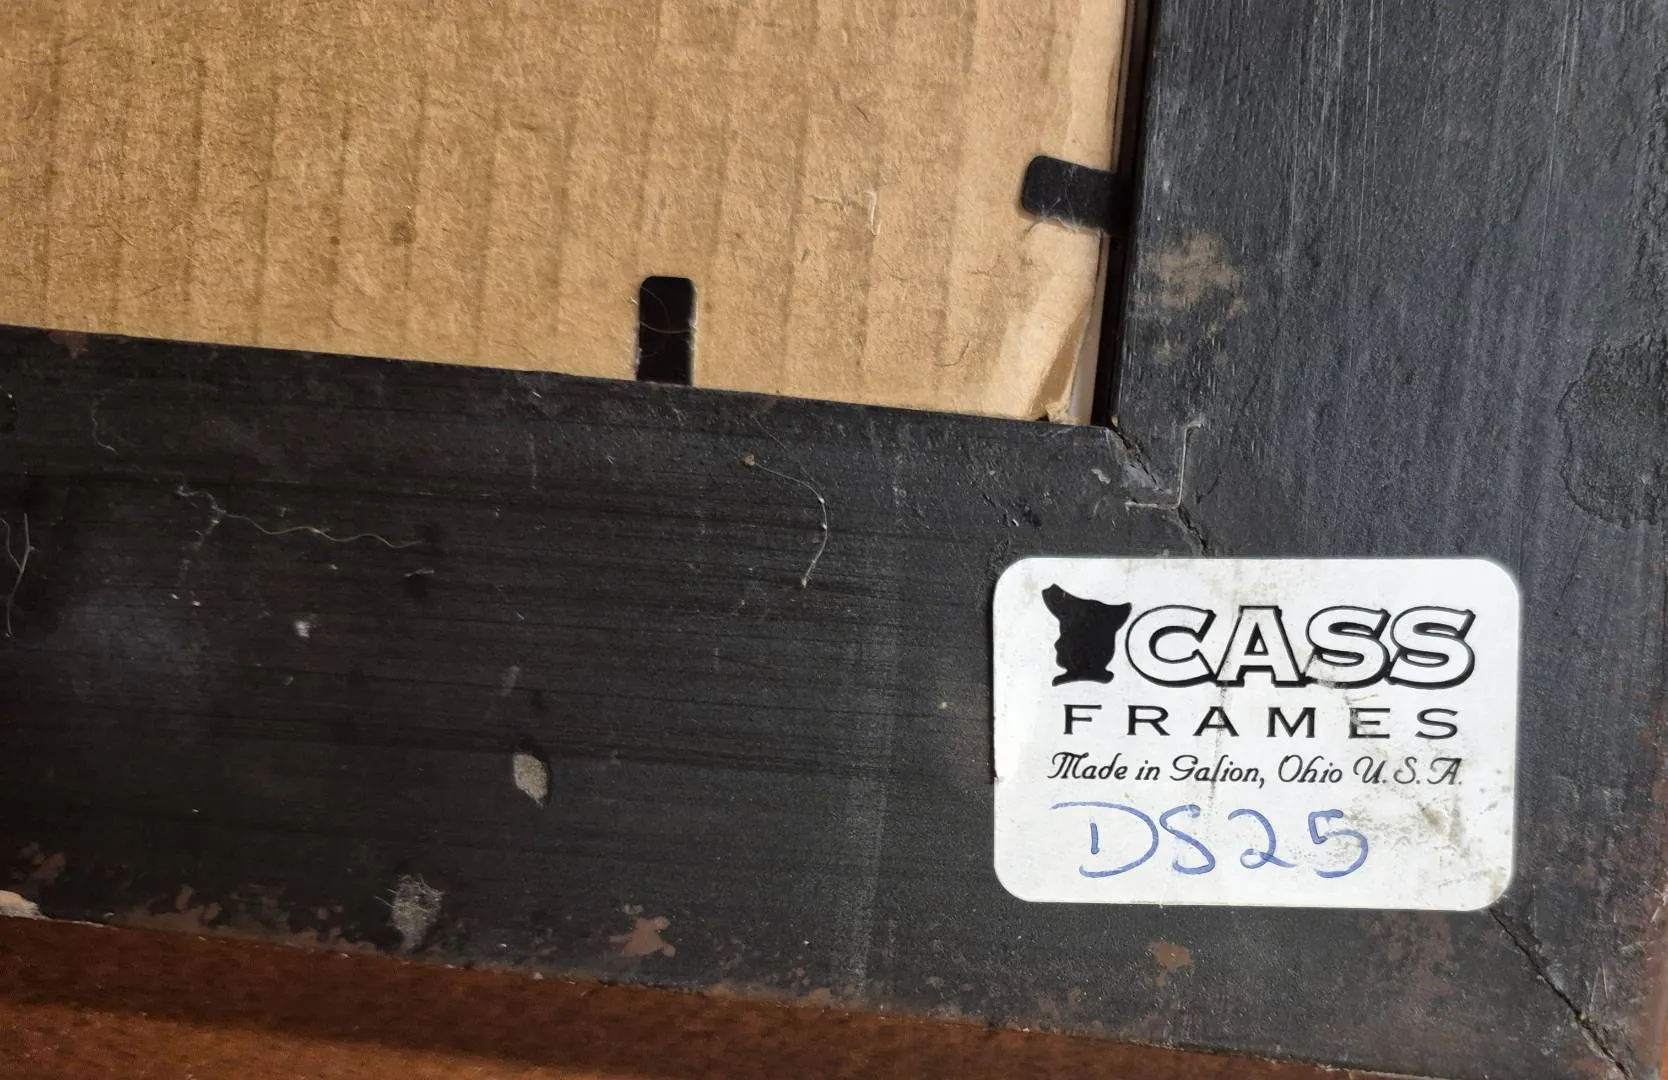 CASS
FRAMES
Made in Galion, Ohio U.S.A.
DS25